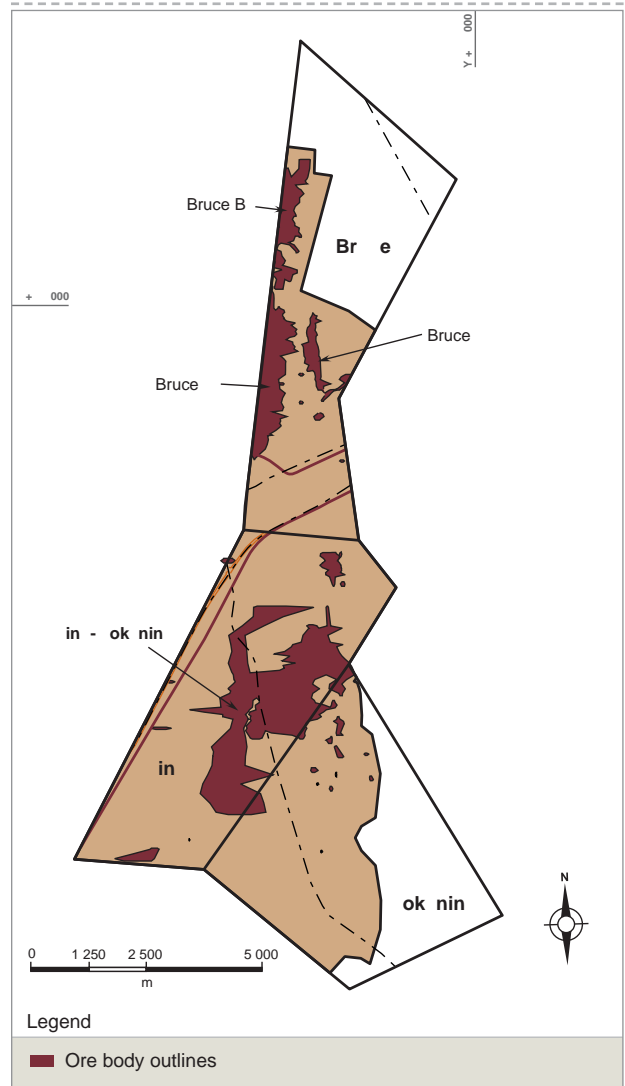 Y + 000
Bruce B
Br e
+ 000
Bruce
Bruce
in - ok nin
in
ok nin
N
0 1 250 2 500 5 000
m
Legend
Ore body outlines